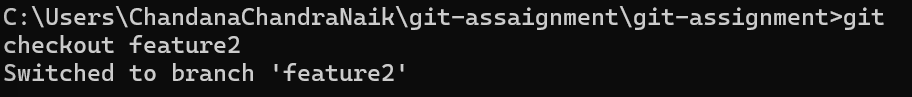 C:\Users\ChandanaChandraNaik\git-assaignment\git-assignment>git
checkout feature2
Switched to branch 'feature2'